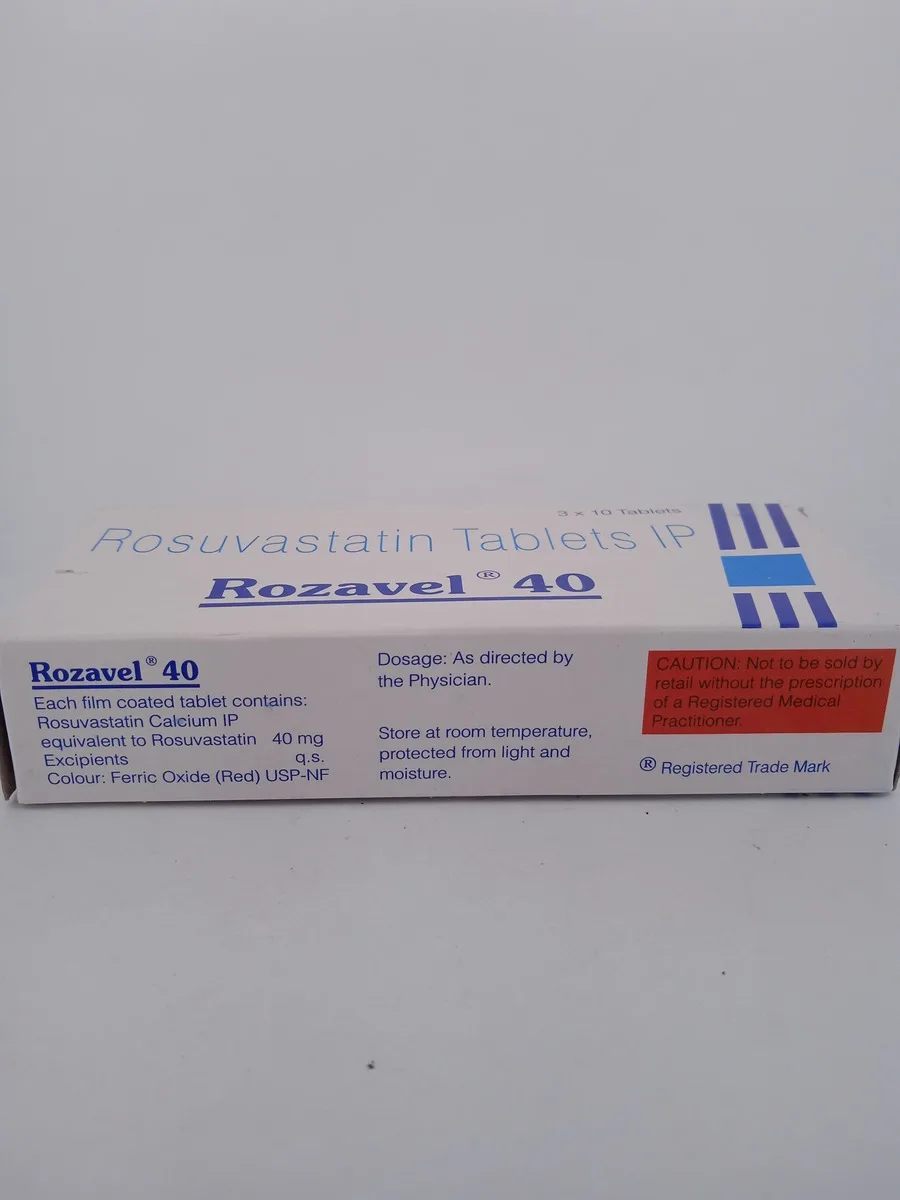 3 x 10 Tablets
Rosuvastatin Tablets IP
Rozavel® 40
Rozavel® 40
Each film coated tablet contains:
Rosuvastatin Calcium IP
equivalent to Rosuvastatin 40 mg
Excipients q.s.
Colour: Ferric Oxide (Red) USP-NF
Dosage: As directed by
the Physician.
Store at room temperature,
protected from light and
moisture.
CAUTION: Not to be sold by
retail without the prescription
of a Registered Medical
Practitioner.
® Registered Trade Mark